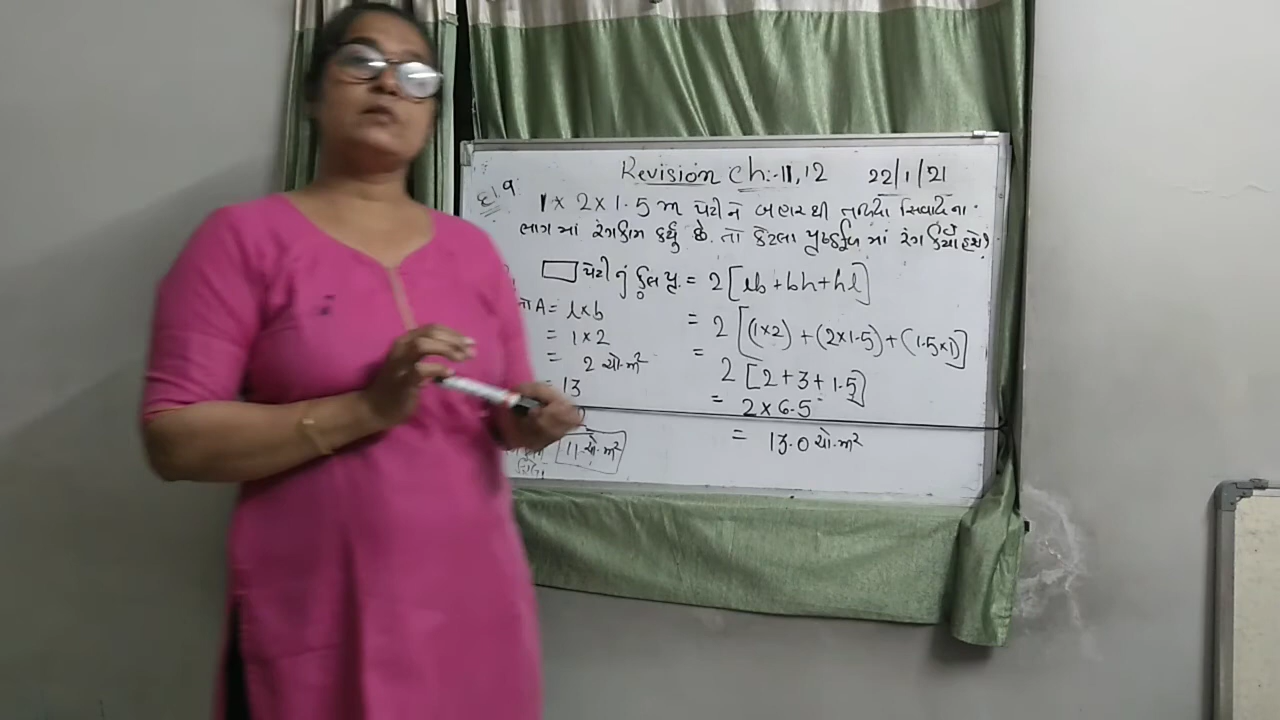 Revision Ch:-11,12 22/1/21
1 × 2 × 1.5 m પેટીને બહારથી તળિયા સિવાયના
ભાગમાં રંગકામ કર્યું છે. તો કેટલા પૃષ્ઠફળમાં રંગ કર્યો હશે?
પેટીનું કુલ પૃ. = 2[lb+bh+hl]
A = l×b
= 1×2
= 2 ચો.મી
= 13
11 ચો.મી²
= 2[(1×2)+(2×1.5)+(1.5×1)]
= 2[2+3+1.5]
= 2×6.5
= 13.0 ચો.મી²